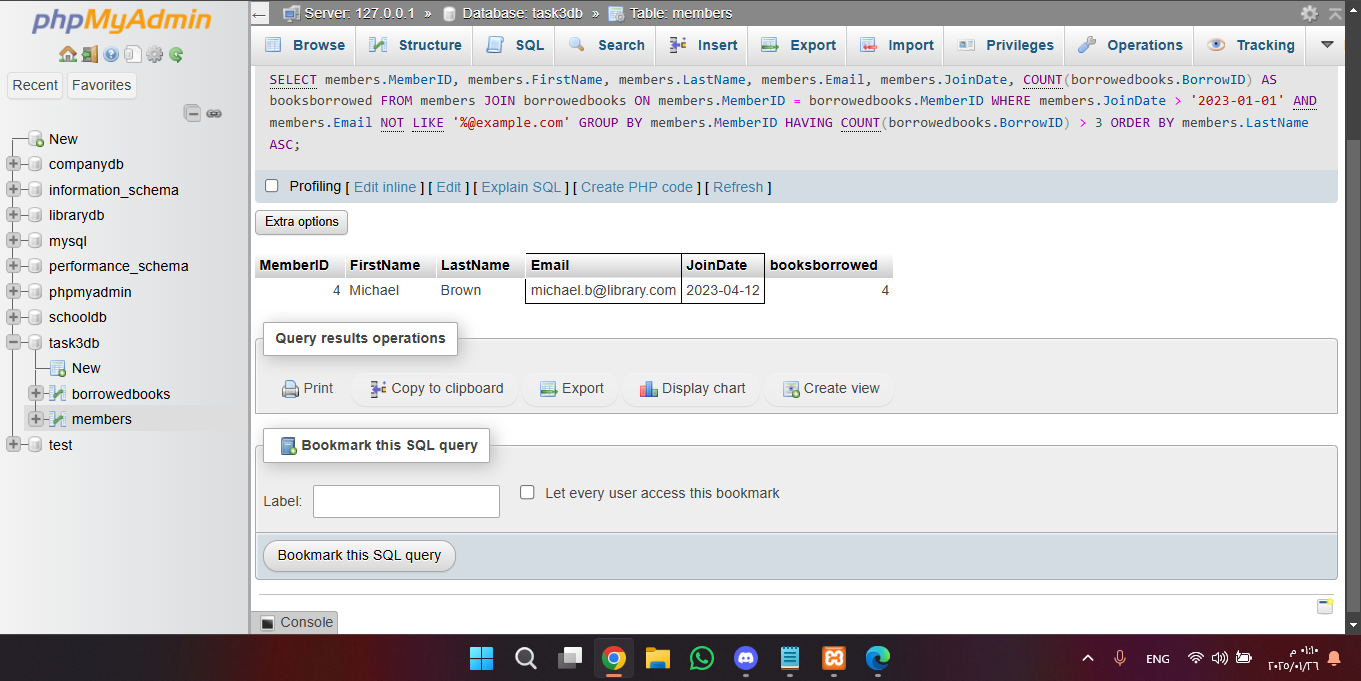 phpMyAdmin
Recent
Favorites
New
companydb
information_schema
librarydb
mysql
performance_schema
phpmyadmin
schooldb
task3db
New
borrowedbooks
members
test
Server: 127.0.0.1 » Database: task3db » Table: members
Browse Structure SQL Search Insert Export Import Privileges Operations Tracking
SELECT members.MemberID, members.FirstName, members.LastName, members.Email, members.JoinDate, COUNT(borrowedbooks.BorrowID) AS
booksborrowed FROM members JOIN borrowedbooks ON members.MemberID = borrowedbooks.MemberID WHERE members.JoinDate > '2023-01-01' AND
members.Email NOT LIKE '%@example.com' GROUP BY members.MemberID HAVING COUNT(borrowedbooks.BorrowID) > 3 ORDER BY members.LastName
ASC;
Profiling [ Edit inline ] [ Edit ] [ Explain SQL ] [ Create PHP code ] [ Refresh ]
Extra options
MemberID FirstName LastName Email JoinDate booksborrowed
4 Michael Brown michael.b@library.com 2023-04-12 4
Query results operations
Print Copy to clipboard Export Display chart Create view
Bookmark this SQL query
Label: Let every user access this bookmark
Bookmark this SQL query
Console
ENG
٠١:١٠ م
٢٠٢٥/٠١/٢٦